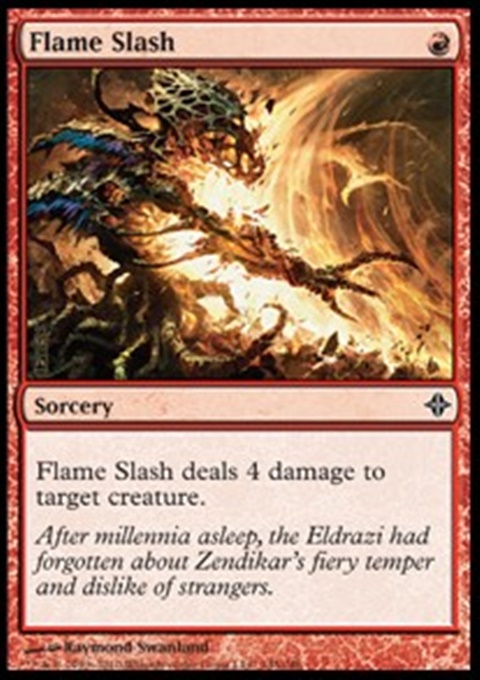 Flame Slash
Sorcery
Flame Slash deals 4 damage to
target creature.
After millennia asleep, the Eldrazi had
forgotten about Zendikar's fiery temper
and dislike of strangers.
Raymond Swanland